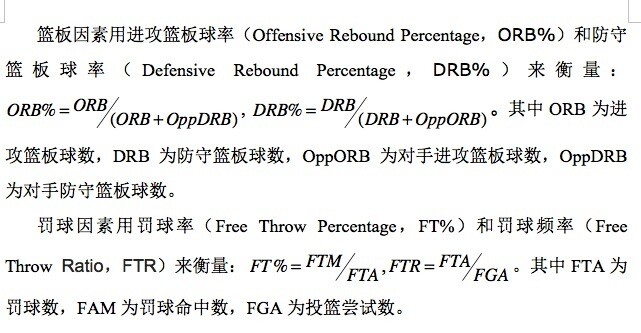 篮板因素用进攻篮板球率（Offensive Rebound Percentage，ORB%）和防守
篮板球率（Defensive Rebound Percentage，DRB%）来衡量：
ORB%=ORB/(ORB+OppDRB)，DRB%=DRB/(DRB+OppORB)。其中 ORB 为进
攻篮板球数，DRB 为防守篮板球数，OppORB 为对手进攻篮板球数，OppDRB
为对手防守篮板球数。
罚球因素用罚球率（Free Throw Percentage，FT%）和罚球频率（Free
Throw Ratio，FTR）来衡量：FT%=FTM/FTA,FTR=FTA/FGA。其中 FTA 为
罚球数，FAM 为罚球命中数，FGA 为投篮尝试数。